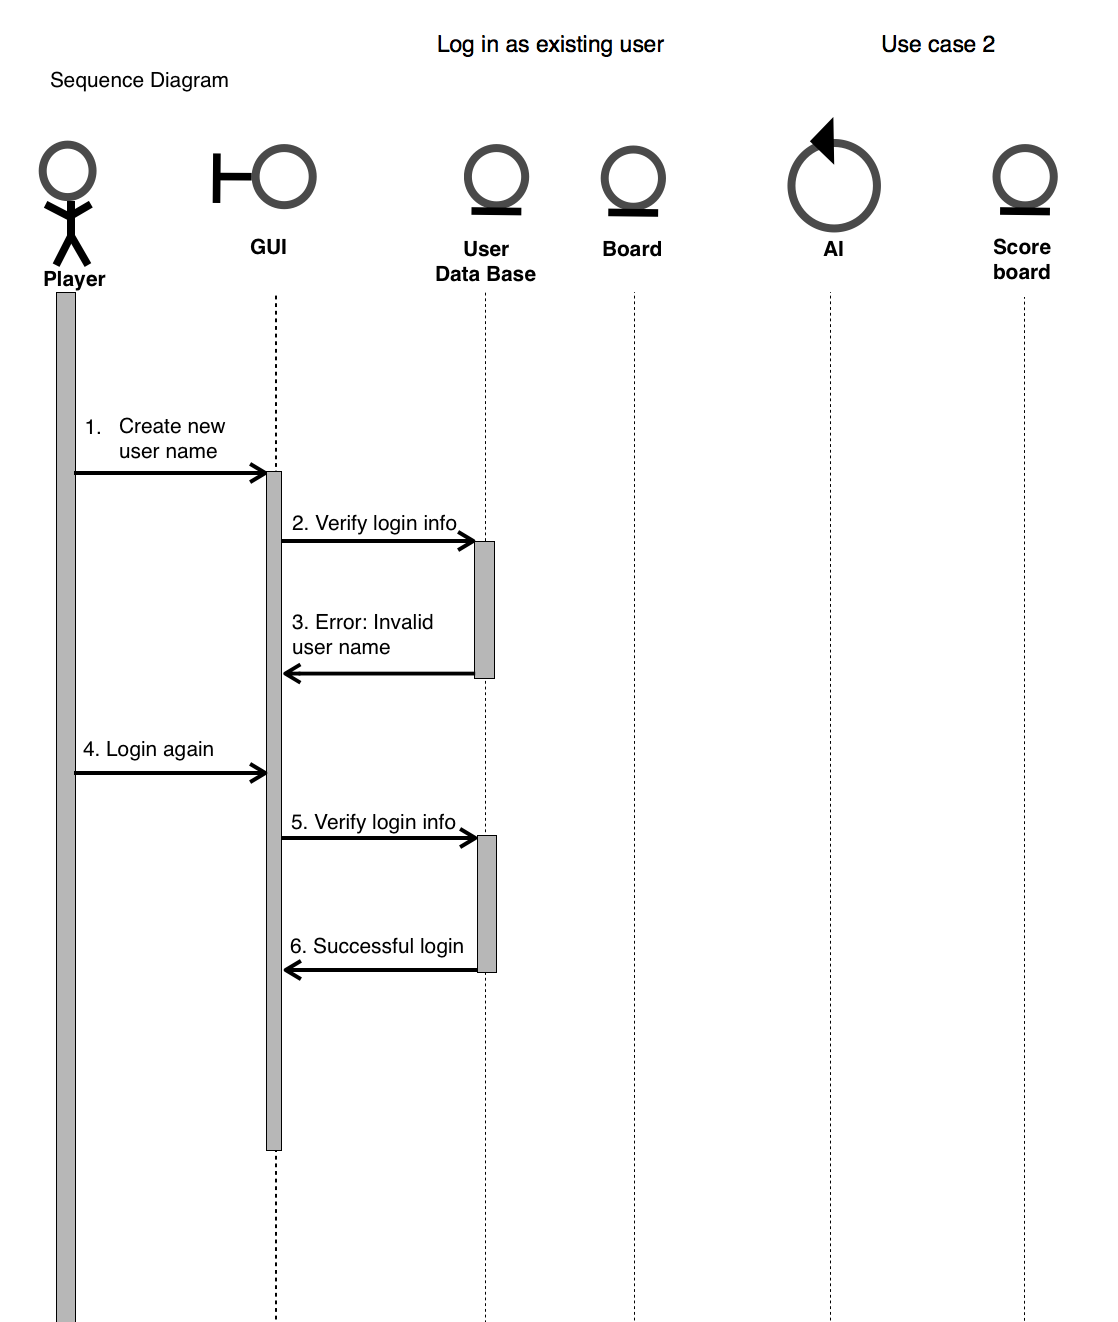 Log in as existing user
Use case 2
Sequence Diagram
Player
GUI
User
Data Base
Board
AI
Score
board
1. Create new
user name
2. Verify login info
3. Error: Invalid
user name
4. Login again
5. Verify login info
6. Successful login